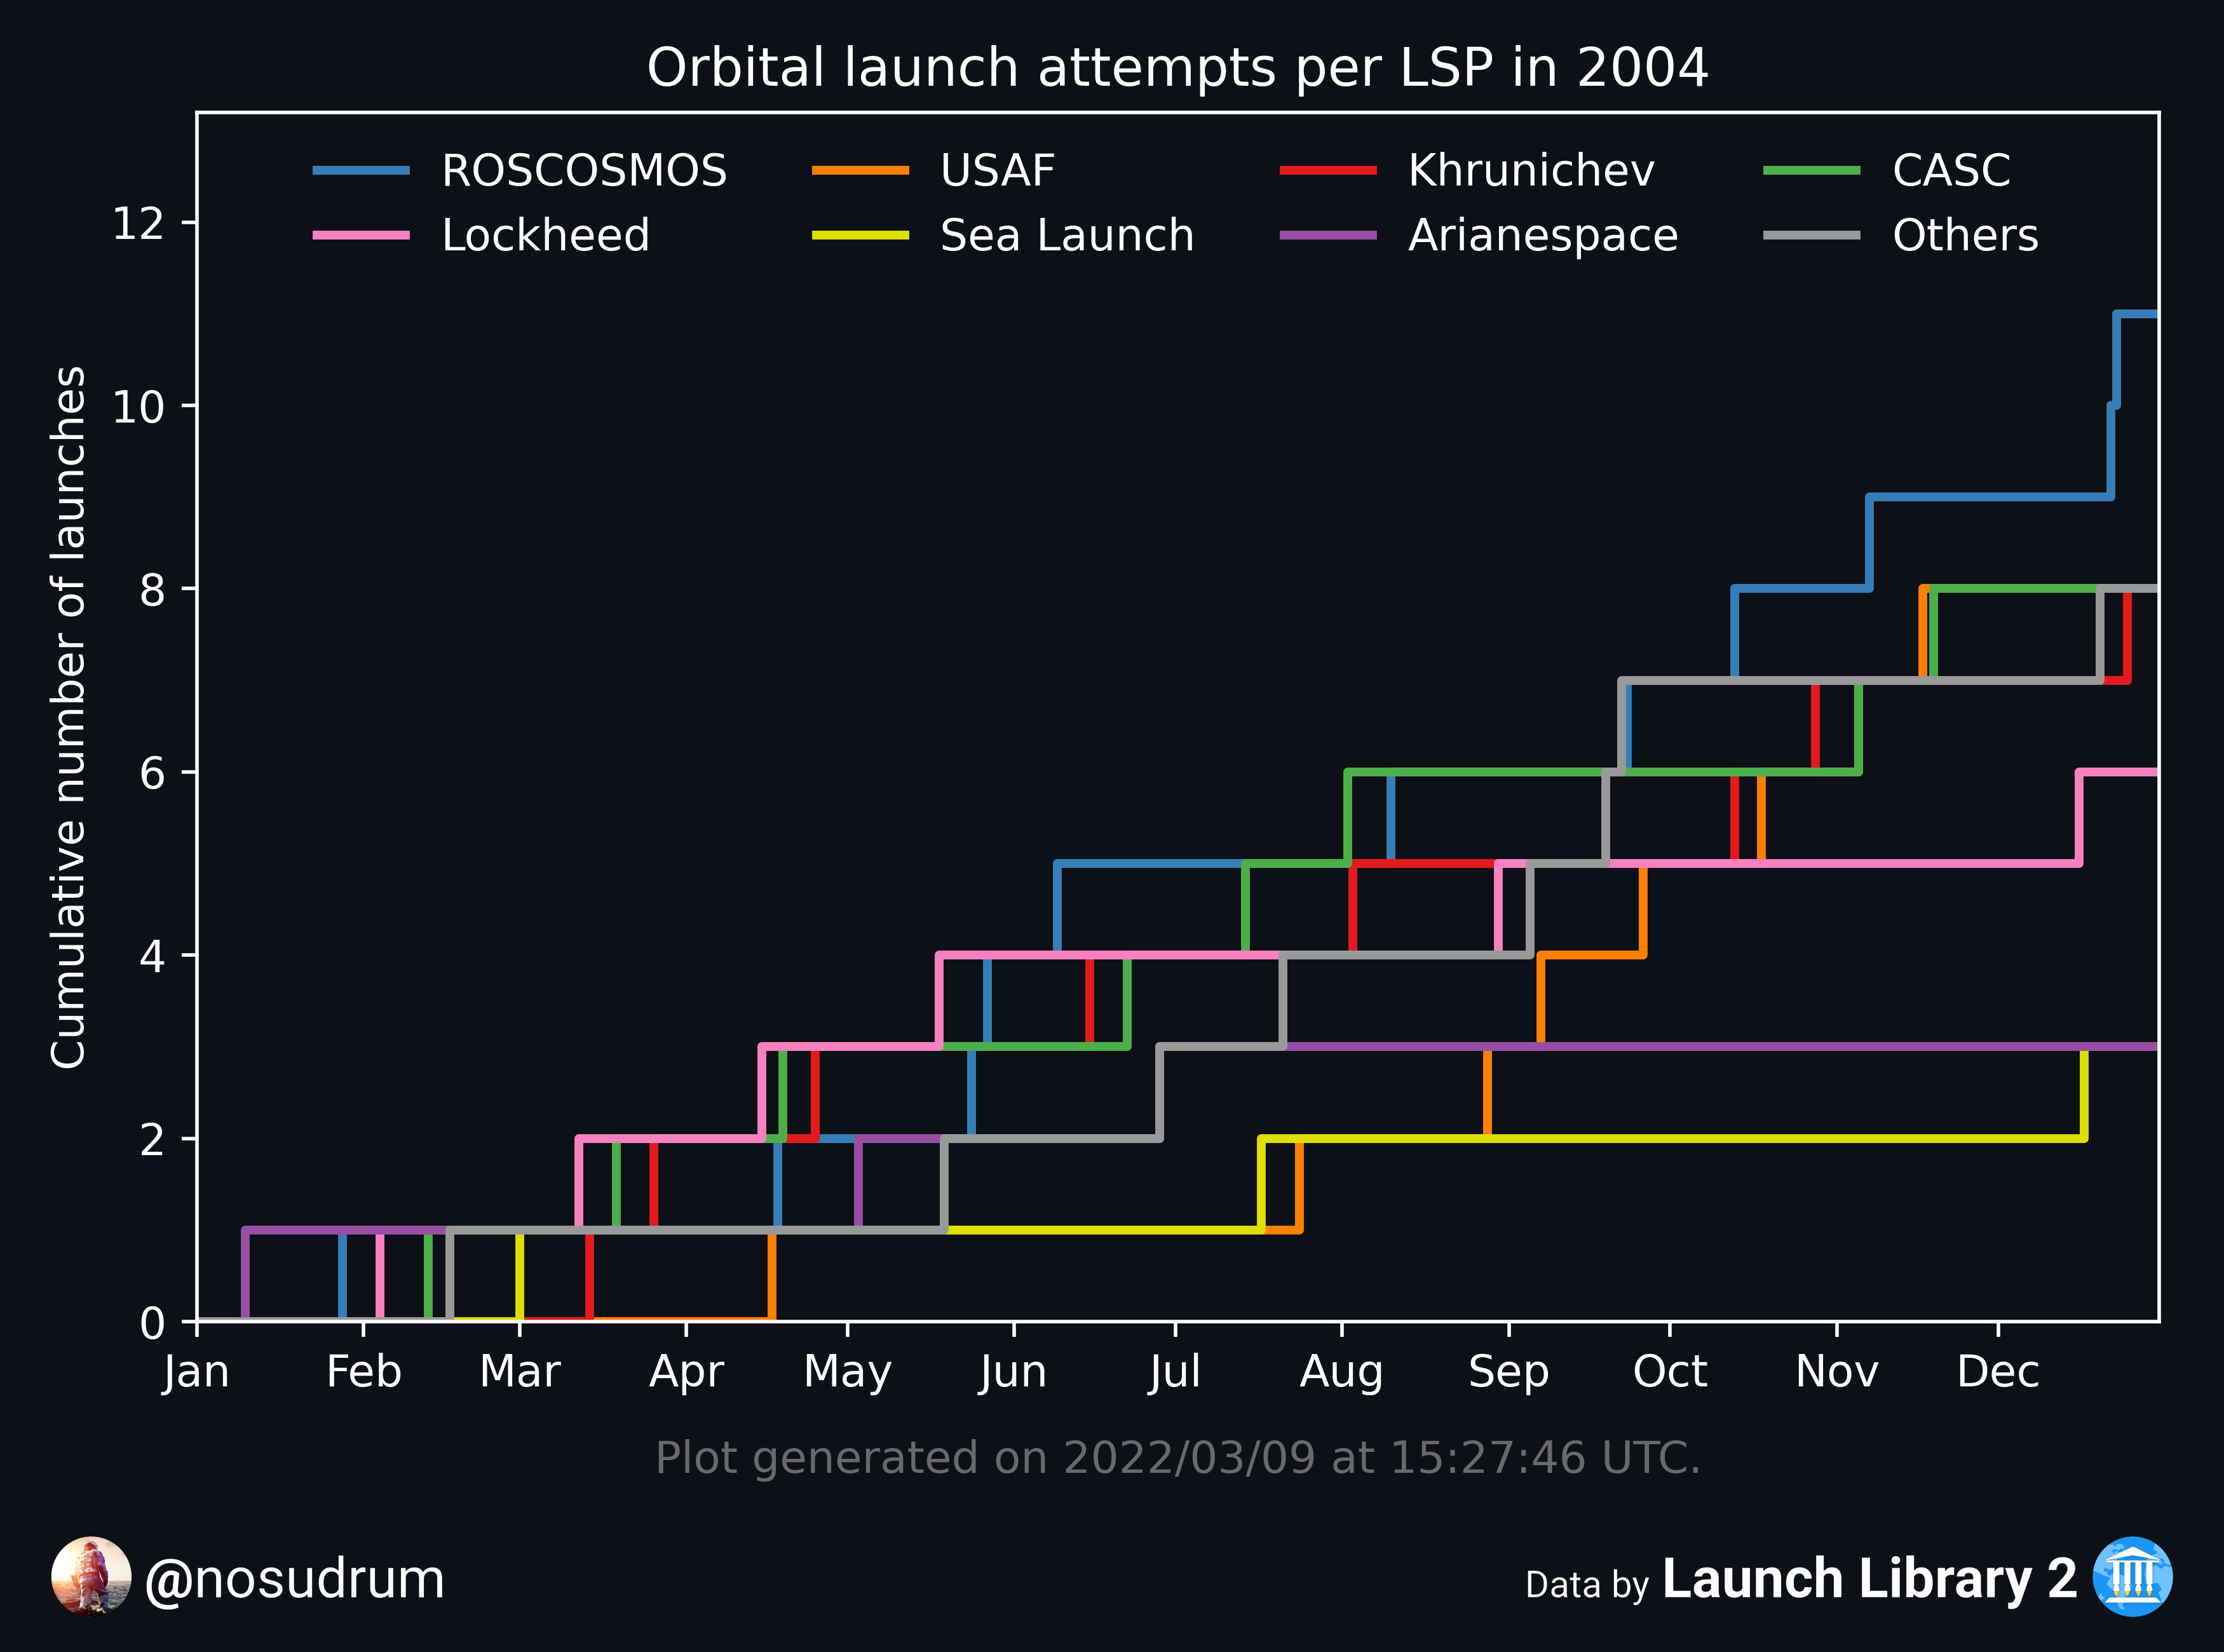 Orbital launch attempts per LSP in 2004
ROSCOSMOS USAF Khrunichev CASC
Lockheed Sea Launch Arianespace Others
Cumulative number of launches
12
10
8
6
4
2
0
Jan Feb Mar Apr May Jun Jul Aug Sep Oct Nov Dec
Plot generated on 2022/03/09 at 15:27:46 UTC.
@nosudrum
Data by Launch Library 2